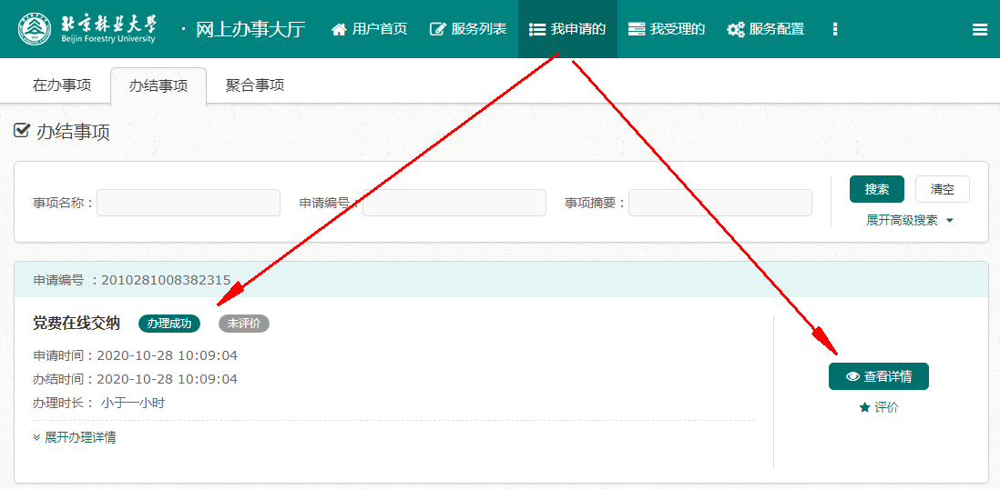 北京林业大学
Beijin Forestry University
· 网上办事大厅
用户首页
服务列表
我申请的
我受理的
服务配置
在办事项
办结事项
聚合事项
办结事项
事项名称：
申请编号：
事项摘要：
搜索
清空
展开高级搜索
申请编号 ：2010281008382315
党费在线交纳 办理成功 未评价
申请时间：2020-10-28 10:09:04
办结时间：2020-10-28 10:09:04
办理时长： 小于一小时
展开办理详情
查看详情
评价